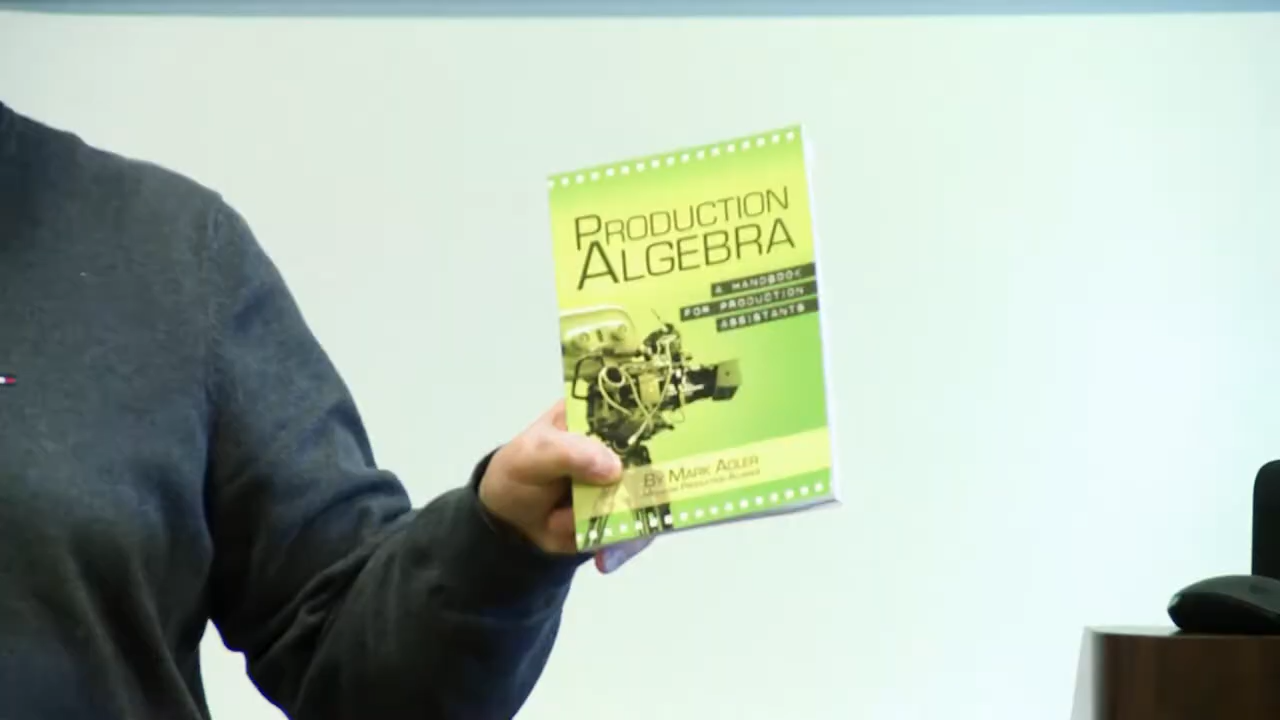 PRODUCTION
ALGEBRA
A HANDBOOK
FOR PRODUCTION
ASSISTANTS
BY MARK ADLER